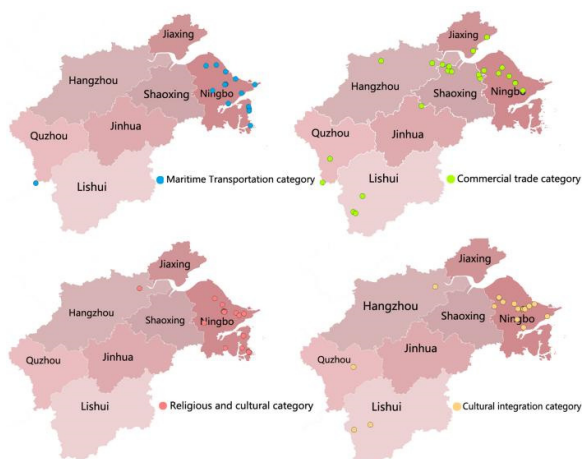 Jiaxing
Hangzhou
Shaoxing
Ningbo
Quzhou
Jinhua
Lishui
Maritime Transportation category
Jiaxing
Hangzhou
Shaoxing
Ningbo
Quzhou
Jinhua
Lishui
Commercial trade category
Jiaxing
Hangzhou
Shaoxing
Ningbo
Quzhou
Jinhua
Lishui
Religious and cultural category
Jiaxing
Hangzhou
Shaoxing
Ningbo
Quzhou
Jinhua
Lishui
Cultural integration category